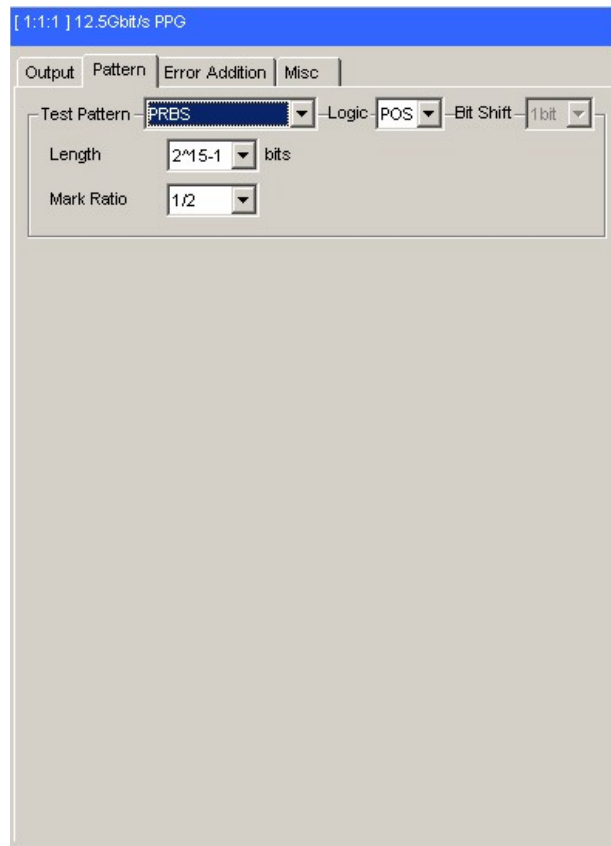 [ 1:1:1 ] 12.5Gbit/s PPG
Output Pattern Error Addition Misc
Test Pattern PRBS Logic POS Bit Shift 1bit
Length 2^15-1 bits
Mark Ratio 1/2